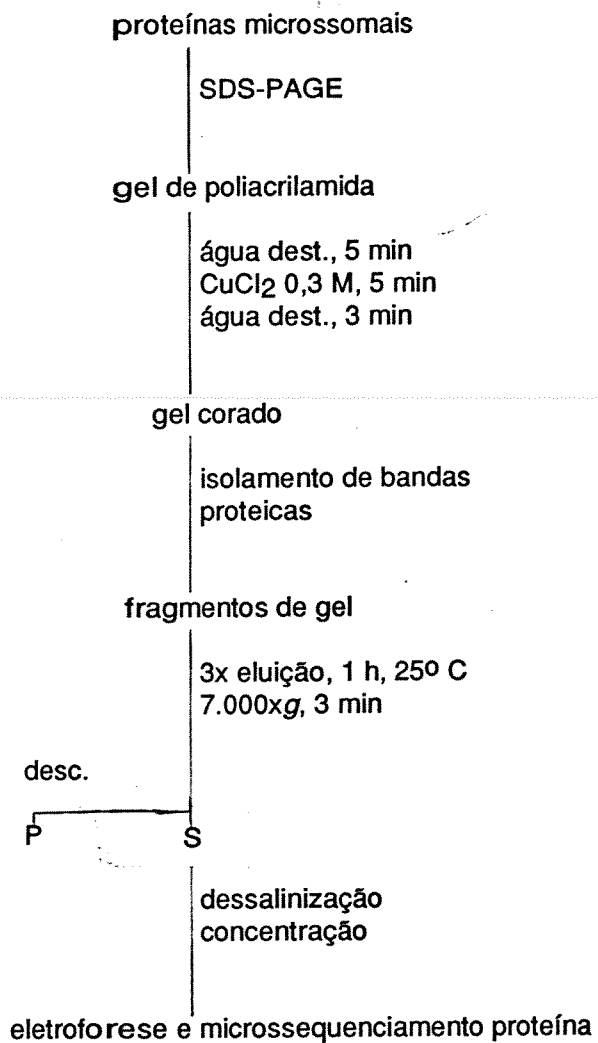 proteínas microssomais
SDS-PAGE
gel de poliacrilamida
água dest., 5 min
CuCl2 0,3 M, 5 min
água dest., 3 min
gel corado
isolamento de bandas
proteicas
fragmentos de gel
3x eluição, 1 h, 25º C
7.000xg, 3 min
desc.
P S
dessalinização
concentração
eletroforese e microssequenciamento proteína